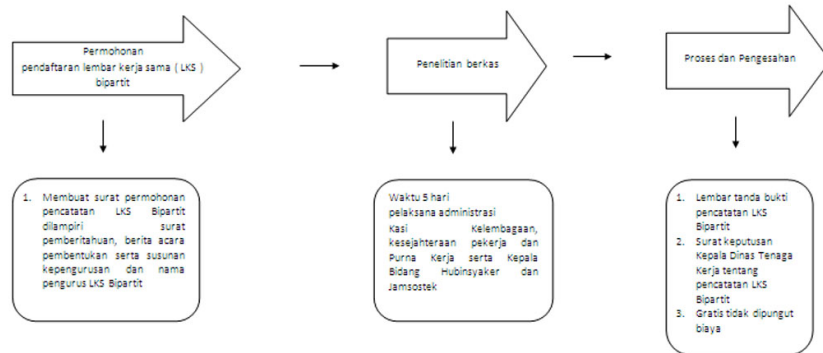 Permohonan
pendaftaran lembar kerja sama ( LKS )
bipartit
Penelitian berkas
Proses dan Pengesahan
1. Membuat surat permohonan
pencatatan LKS Bipartit
dilampiri surat
pemberitahuan, berita acara
pembentukan serta susunan
kepengurusan dan nama
pengurus LKS Bipartit
Waktu 5 hari
pelaksana administrasi
Kasi Kelembagaan,
kesejahteraan pekerja dan
Purna Kerja serta Kepala
Bidang Hubinsyaker dan
Jamsostek
1. Lembar tanda bukti
pencatatan LKS
Bipartit
2. Surat keputusan
Kepala Dinas Tenaga
Kerja tentang
pencatatan LKS
Bipartit
3. Gratis tidak dipungut
biaya